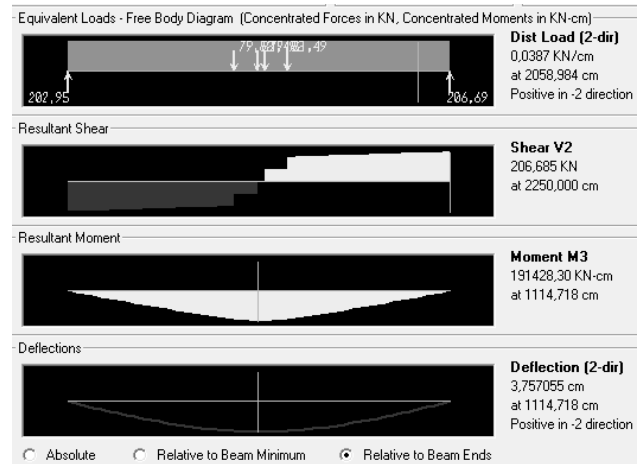 Equivalent Loads - Free Body Diagram (Concentrated Forces in KN, Concentrated Moments in KN-cm)
202,95
206,69
Dist Load (2-dir)
0,0387 KN/cm
at 2058,984 cm
Positive in -2 direction
Resultant Shear
Shear V2
206,685 KN
at 2250,000 cm
Resultant Moment
Moment M3
191428,30 KN-cm
at 1114,718 cm
Deflections
Deflection (2-dir)
3,757055 cm
at 1114,718 cm
Positive in -2 direction
Absolute
Relative to Beam Minimum
Relative to Beam Ends